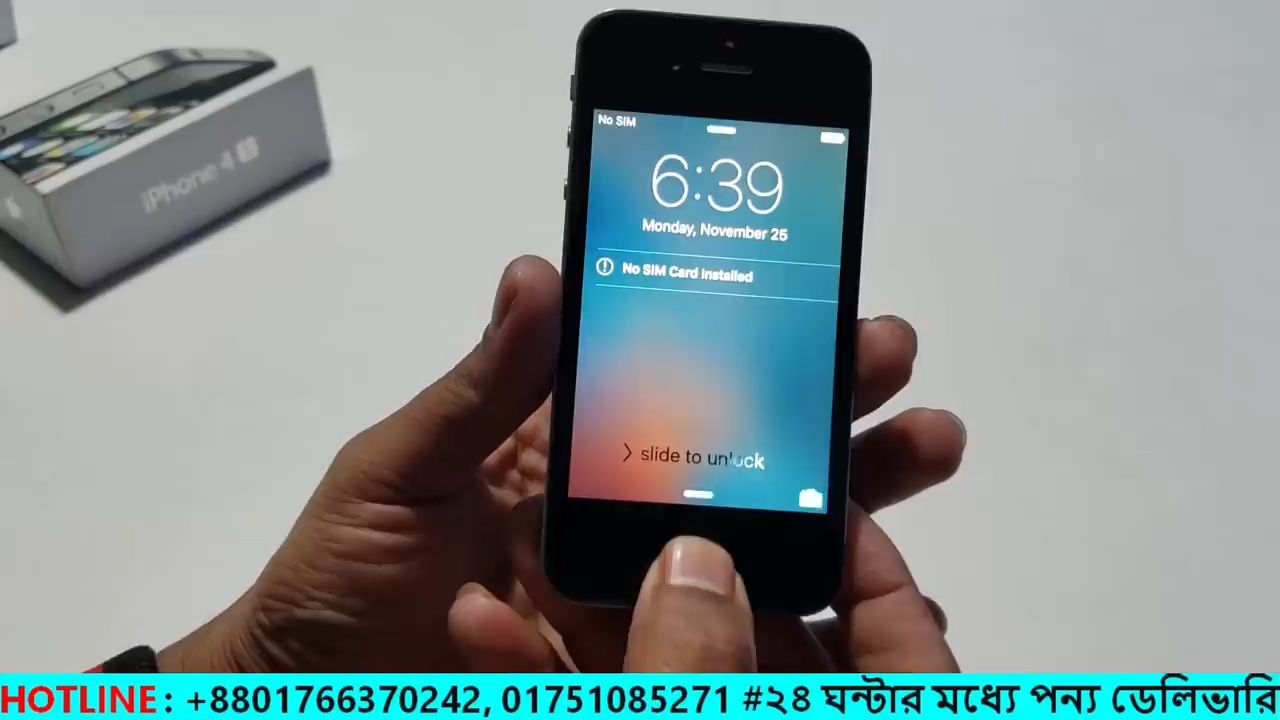 iPhone 4S
No SIM
6:39
Monday, November 25
No SIM Card Installed
> slide to unlock
HOTLINE : +8801766370242, 01751085271 #২৪ ঘন্টার মধ্যে পন্য ডেলিভারি